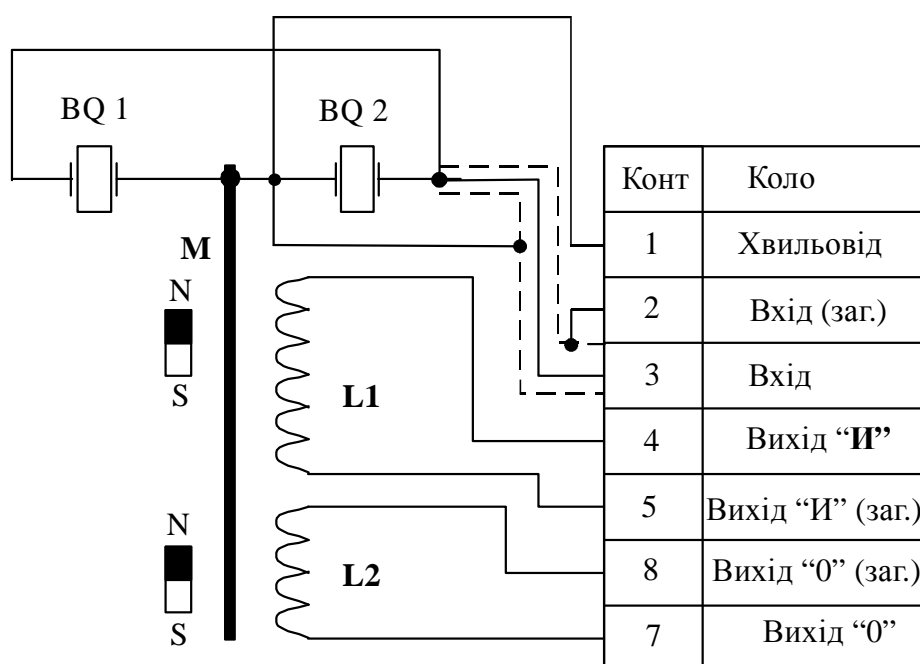 BQ 1
BQ 2
М
N
S
L1
N
S
L2
Конт Коло
1 Хвильовід
2 Вхід (заг.)
3 Вхід
4 Вихід “И”
5 Вихід “И” (заг.)
8 Вихід “0” (заг.)
7 Вихід “0”